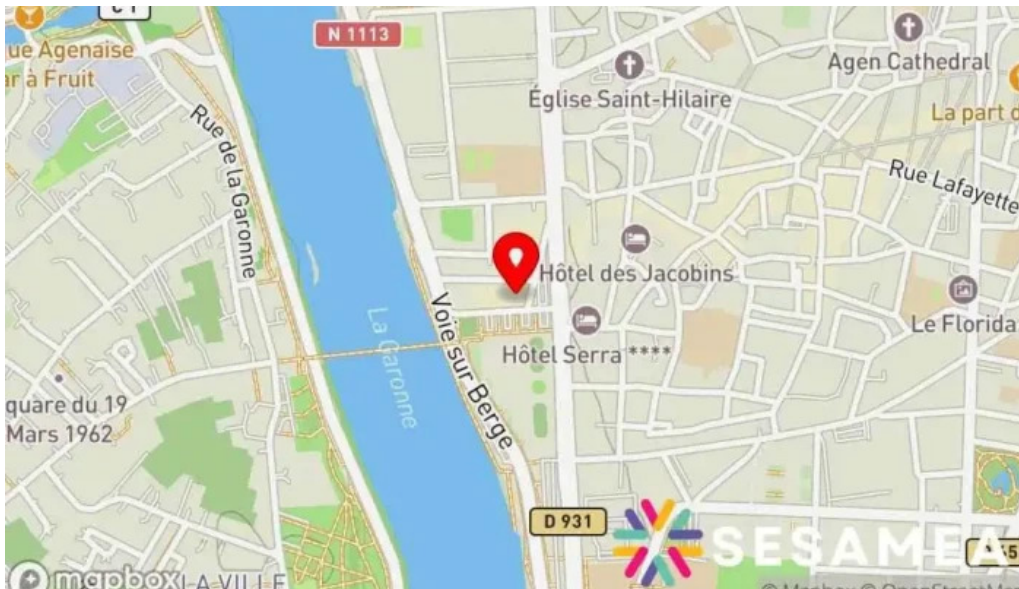 C 1
N 1113
ue Agenaise
ar à Fruit
Église Saint-Hilaire
Agen Cathedral
La part d
Rue de la Garonne
Rue Lafayette
Hôtel des Jacobins
Le Florida
La Garonne
Voie sur Berge
Hôtel Serra ****
quare du 19
Mars 1962
D 931
SESAMEA
mapbox
LA VILLE
© Mapbox © OpenStreetMap